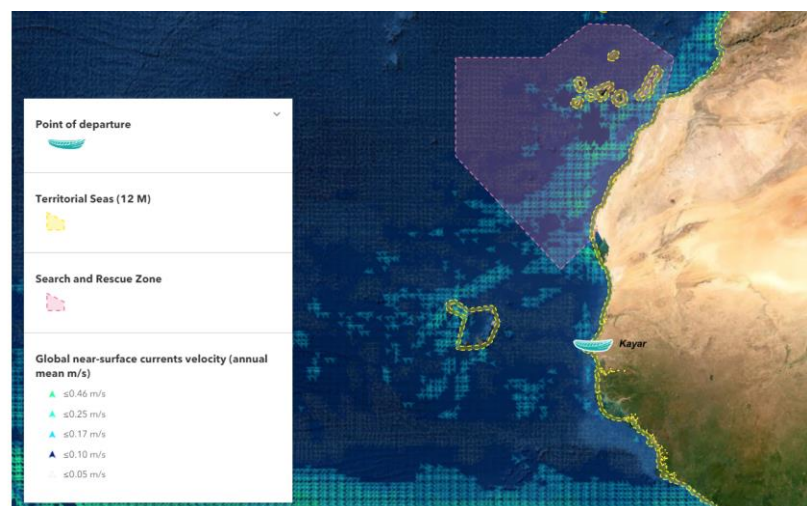 Point of departure
Territorial Seas (12 M)
Search and Rescue Zone
Global near-surface currents velocity (annual
mean m/s)
≤0.46 m/s
≤0.25 m/s
≤0.17 m/s
≤0.10 m/s
≤0.05 m/s
Kayar